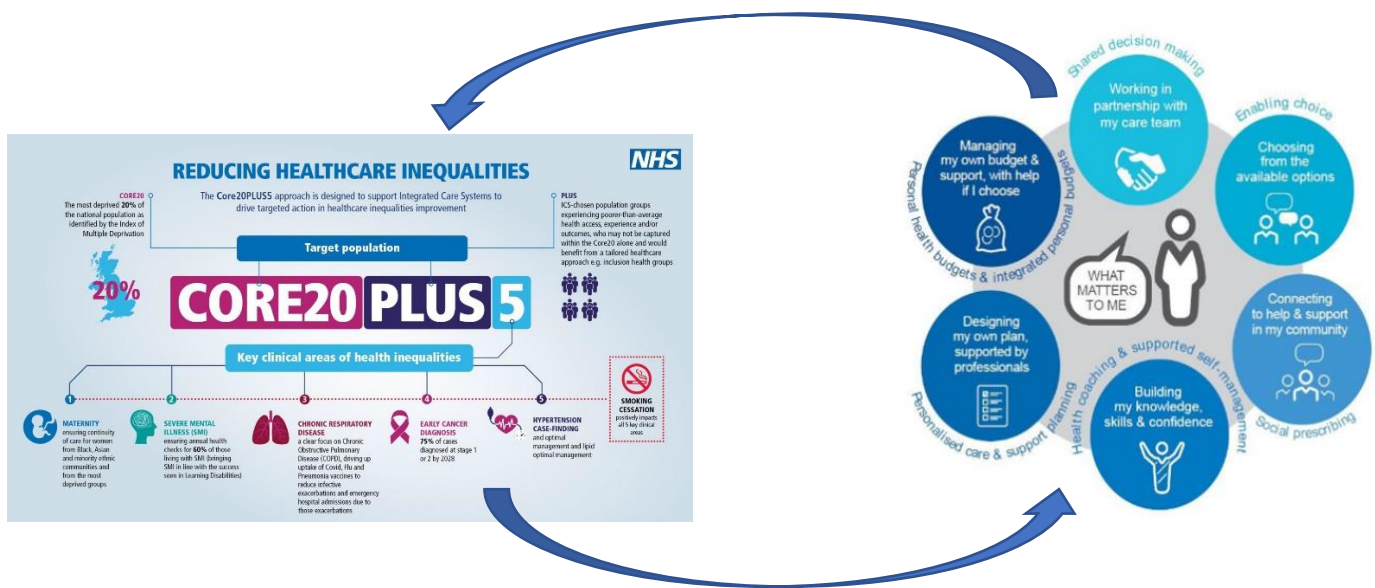 REDUCING HEALTHCARE INEQUALITIES
NHS
The Core20PLUS5 approach is designed to support Integrated Care Systems to
drive targeted action in healthcare inequalities improvement
CORE20
The most deprived 20% of
the national population as
identified by the Index of
Multiple Deprivation
20%
PLUS
ICS-chosen population groups
experiencing poorer-than-average
health access, experience and/or
outcomes, who may not be captured
within the Core20 alone and would
benefit from a tailored healthcare
approach e.g. inclusion health groups
Target population
CORE20 PLUS 5
Key clinical areas of health inequalities
1
MATERNITY
ensuring continuity
of care for women
from Black, Asian
and minority ethnic
communities and
from the most
deprived groups
2
SEVERE MENTAL
ILLNESS (SMI)
ensuring annual health
checks for 60% of those
living with SMI (bringing
SMI in line with the success
seen in Learning Disabilities)
3
CHRONIC RESPIRATORY
DISEASE
a clear focus on Chronic
Obstructive Pulmonary
Disease (COPD), driving up
uptake of Covid, Flu and
Pneumonia vaccines to
reduce infective
exacerbations and emergency
hospital admissions due to
those exacerbations
4
EARLY CANCER
DIAGNOSIS
75% of cases
diagnosed at stage 1
or 2 by 2028
5
HYPERTENSION
CASE-FINDING
and optimal
management and lipid
optimal management
SMOKING
CESSATION
positively impacts
all 5 key clinical
areas
Shared decision making
Working in
partnership with
my care team
Enabling choice
Choosing
from the
available options
Connecting
to help & support
in my community
Social prescribing
Building
my knowledge,
skills & confidence
Health coaching & supported self-management
Designing
my own plan,
supported by
professionals
Personalised care & support planning
Managing
my own budget &
support, with help
if I choose
Personal health budgets & integrated personal budgets
WHAT
MATTERS
TO ME